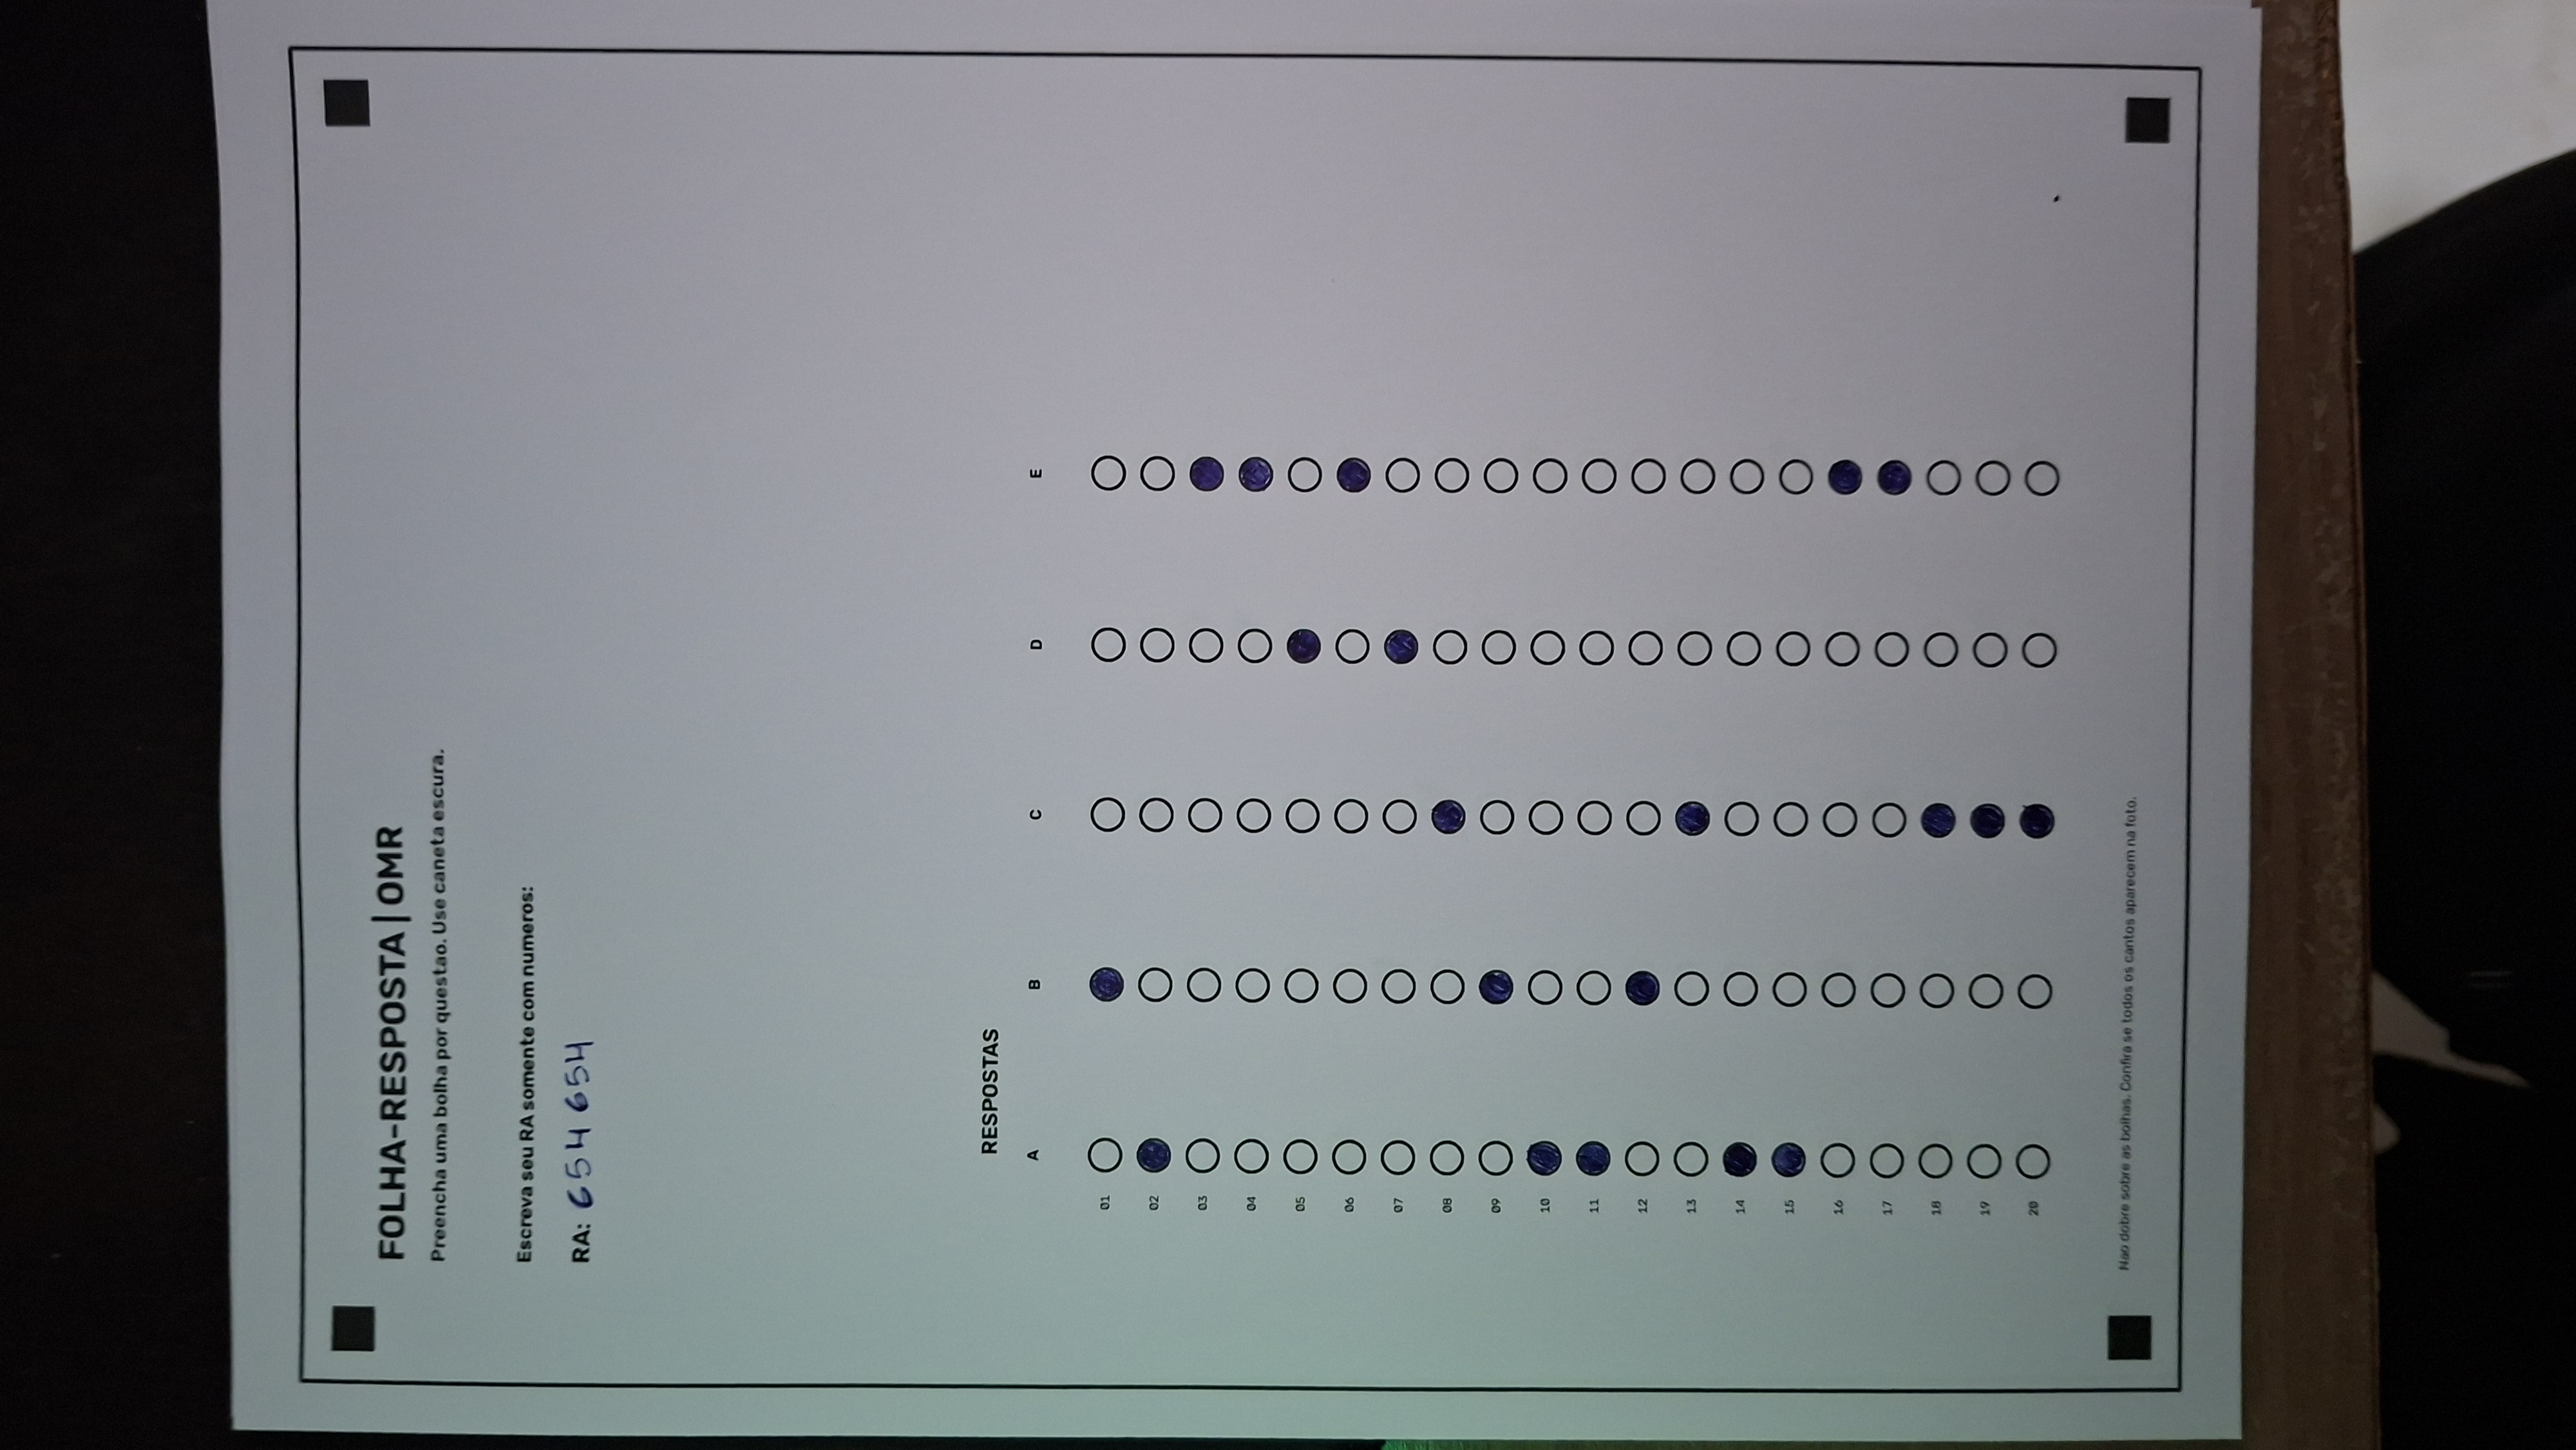 FOLHA-RESPOSTA | OMR
Preencha uma bolha por questao. Use caneta escura.
Escreva seu RA somente com numeros:
RA: 654654
RESPOSTAS
A B C D E
01
02
03
04
05
06
07
08
09
10
11
12
13
14
15
16
17
18
19
20
Nao dobre sobre as bolhas. Confira se todos os cantos aparecem na foto.